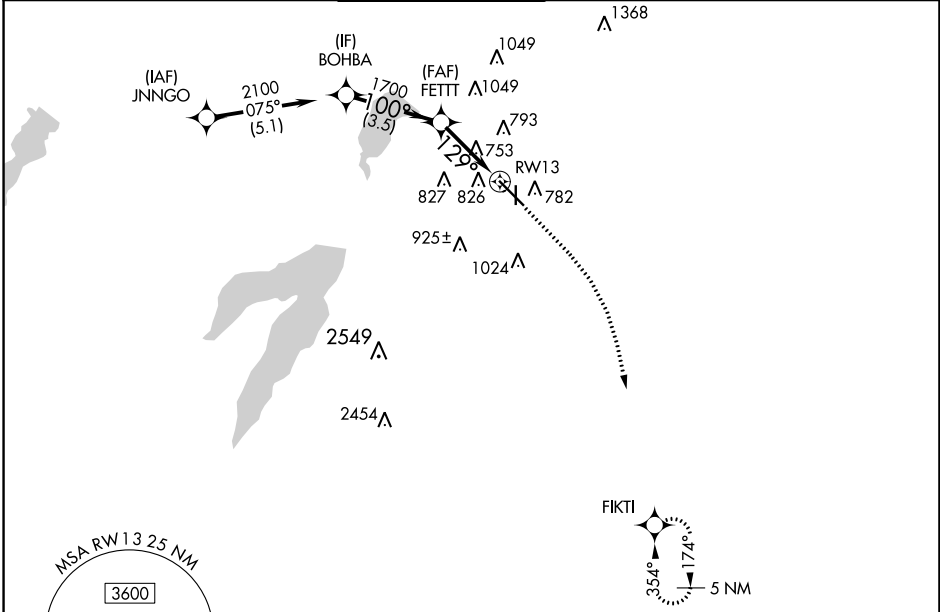 1368
(IF)
BOHBA
1049
(IAF)
JNNGO
(FAF)
FETTT
2100
075°
(5.1)
1700
100°
(3.5)
1049
793
753
129°
RW13
827
826
782
925±
1024
2549
2454
FIKTI
354°
174°
5 NM
MSA RW13 25 NM
3600